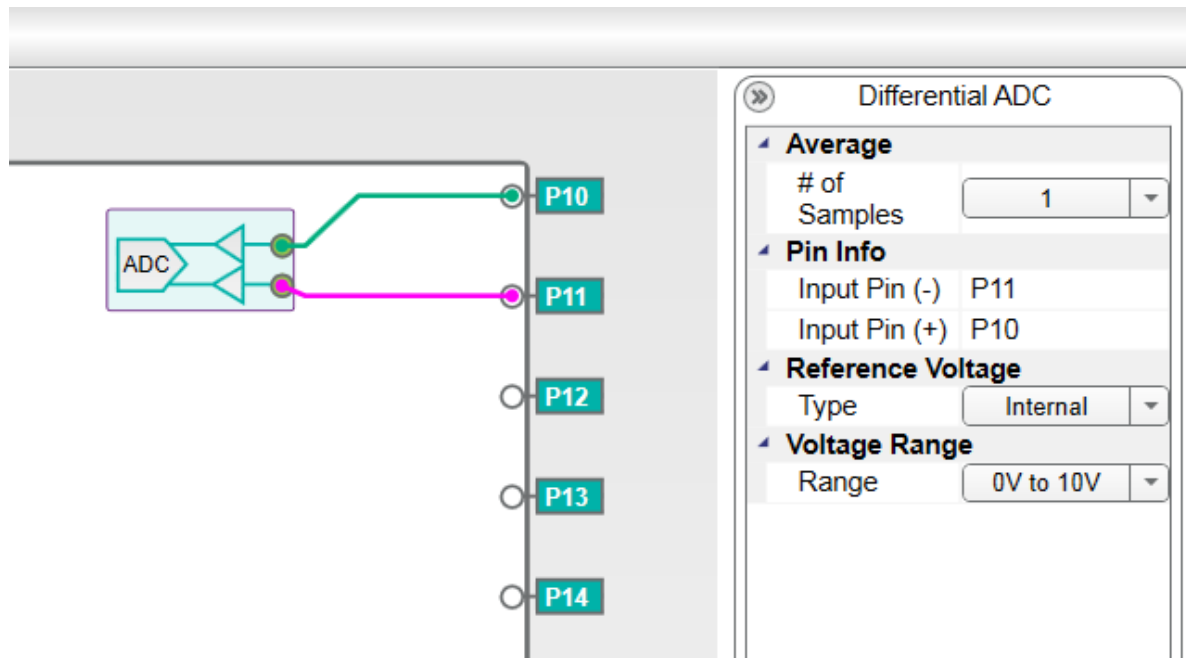 Differential ADC
Average
# of
Samples
1
Pin Info
Input Pin (-) P11
Input Pin (+) P10
Reference Voltage
Type Internal
Voltage Range
Range 0V to 10V
ADC
P10
P11
P12
P13
P14